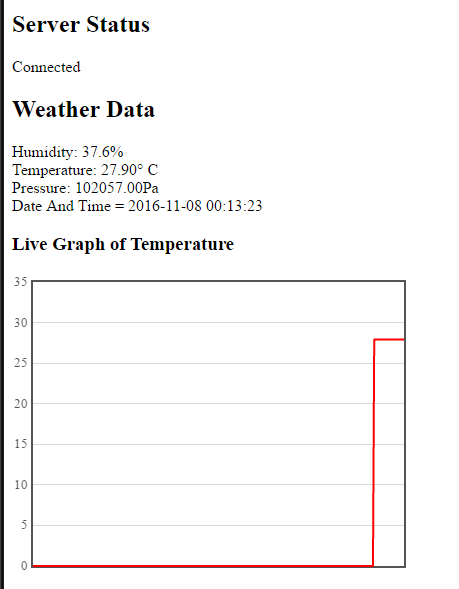 Server Status
Connected
Weather Data
Humidity: 37.6%
Temperature: 27.90° C
Pressure: 102057.00Pa
Date And Time = 2016-11-08 00:13:23
Live Graph of Temperature
35
30
25
20
15
10
5
0